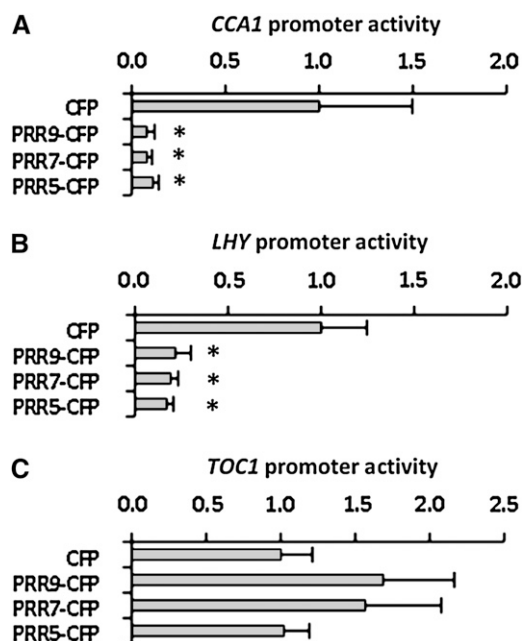 A
CCA1 promoter activity
0.0 0.5 1.0 1.5 2.0
CFP
PRR9-CFP *
PRR7-CFP *
PRR5-CFP *
B
LHY promoter activity
0.0 0.5 1.0 1.5 2.0
CFP
PRR9-CFP *
PRR7-CFP *
PRR5-CFP *
C
TOC1 promoter activity
0.0 0.5 1.0 1.5 2.0 2.5
CFP
PRR9-CFP
PRR7-CFP
PRR5-CFP